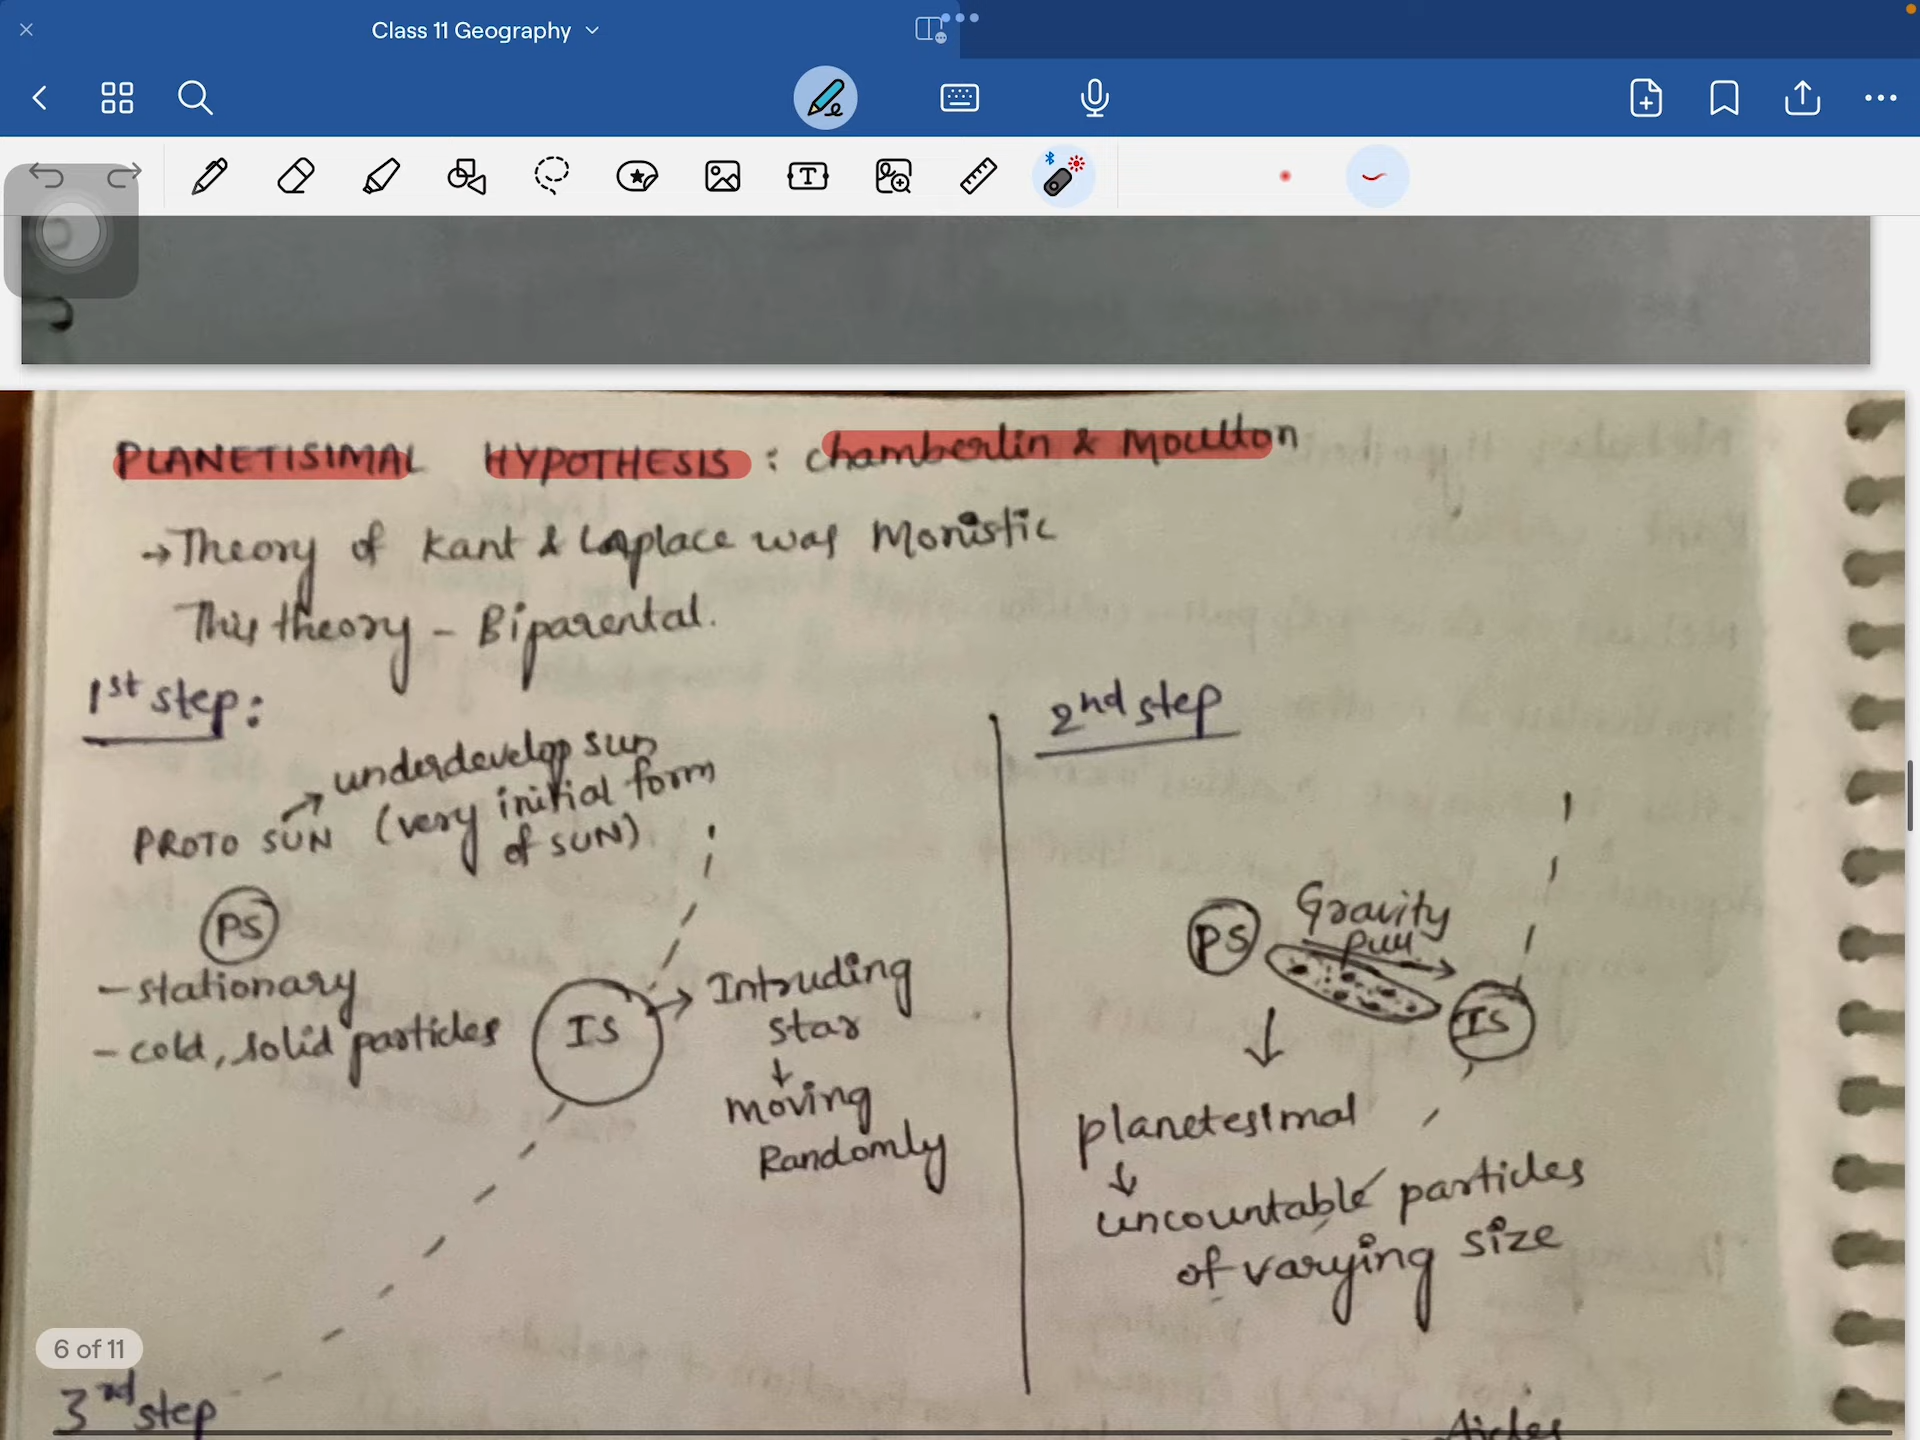 Class 11 Geography
T
PLANETISIMAL HYPOTHESIS : chamberlin & Moulton
→ Theory of Kant & Laplace was Monistic
This theory - Biparental.
1st step:
underdevelop sun
PROTO SUN (very initial form
of SUN)
PS
- stationary
- cold, solid particles
IS
Intruding
star
moving
Randomly
2nd step
Gravity
pull
PS
IS
planetesimal
uncountable particles
of varying size
6 of 11
3rd step